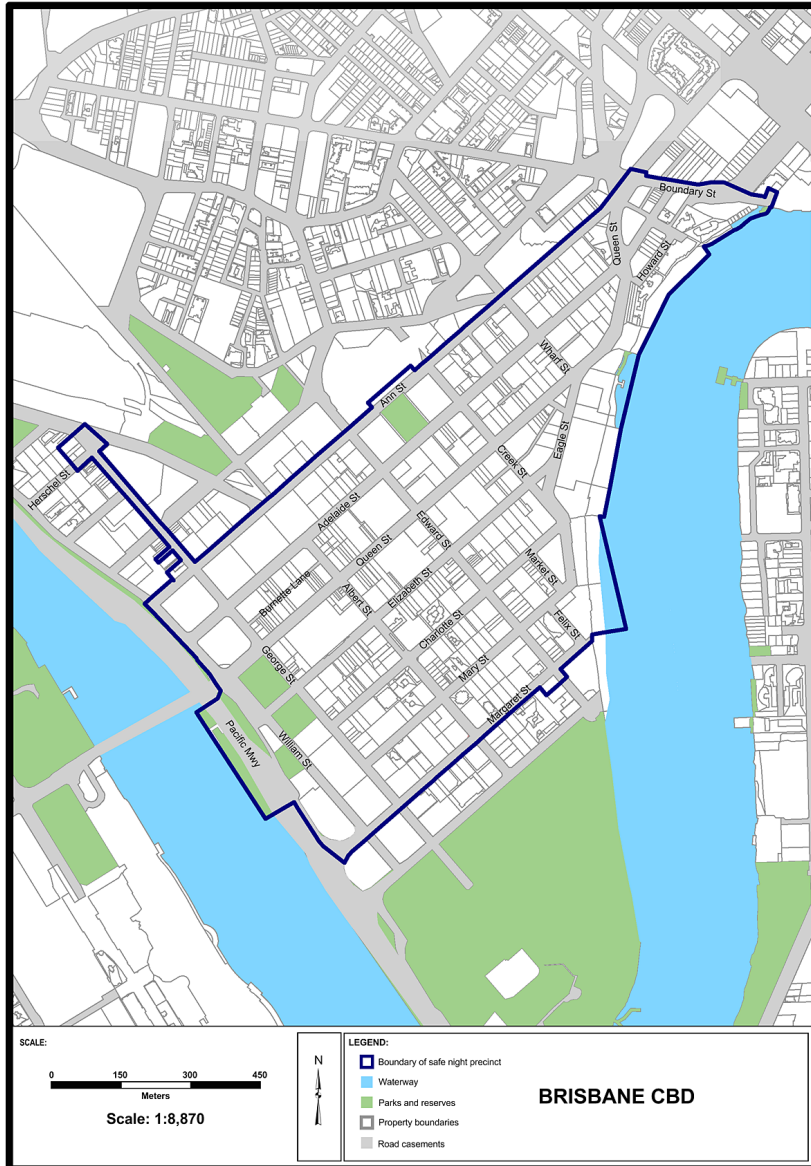 Boundary St
Queen St
Howard St
Wharf St
Ann St
Eagle St
Creek St
Herschel St
Adelaide St
Edward St
Queen St
Market St
Burnette Lane
Albert St
Elizabeth St
Charlotte St
Felix St
George St
Mary St
Margaret St
Pacific Mwy
William St
SCALE:
0 150 300 450
Meters
Scale: 1:8,870
N
LEGEND:
Boundary of safe night precinct
Waterway
Parks and reserves
Property boundaries
Road casements
BRISBANE CBD